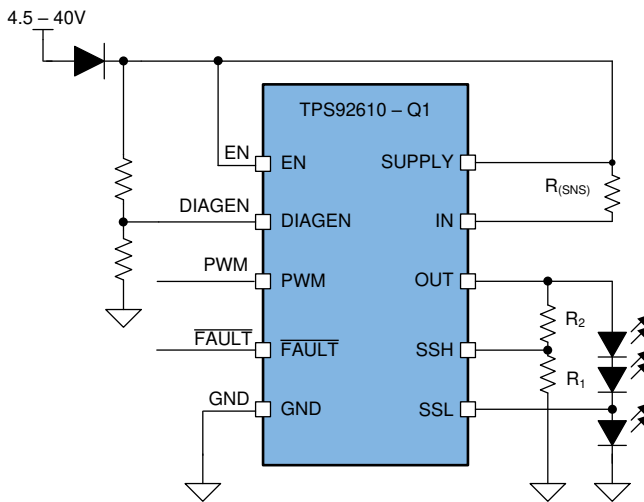 4.5 – 40V
TPS92610 – Q1
EN
EN
SUPPLY
R(SNS)
DIAGEN
DIAGEN
IN
PWM
PWM
OUT
R2
FAULT
FAULT
SSH
R1
GND
GND
SSL